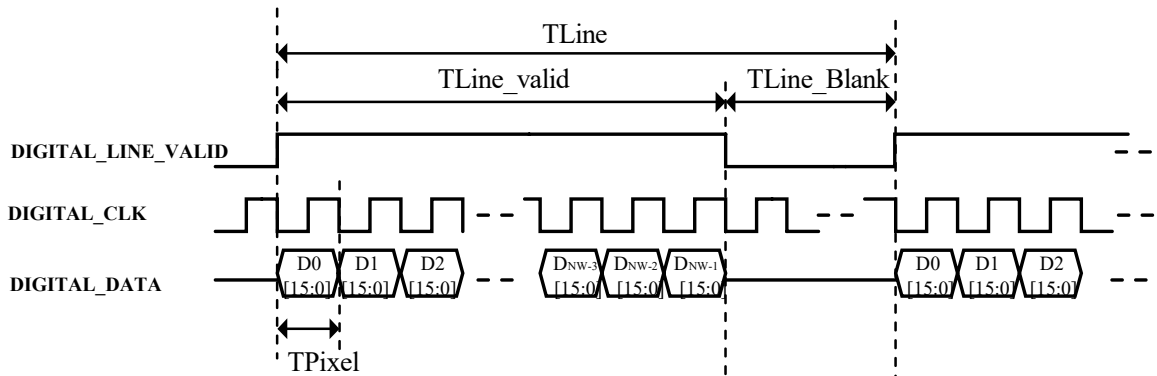 TLine
TLine_valid TLine_Blank
DIGITAL_LINE_VALID
DIGITAL_CLK
D0 D1 D2 DNW-3 DNW-2 DNW-1 D0 D1 D2
DIGITAL_DATA
[15:0] [15:0] [15:0] [15:0] [15:0] [15:0] [15:0] [15:0] [15:0]
TPixel